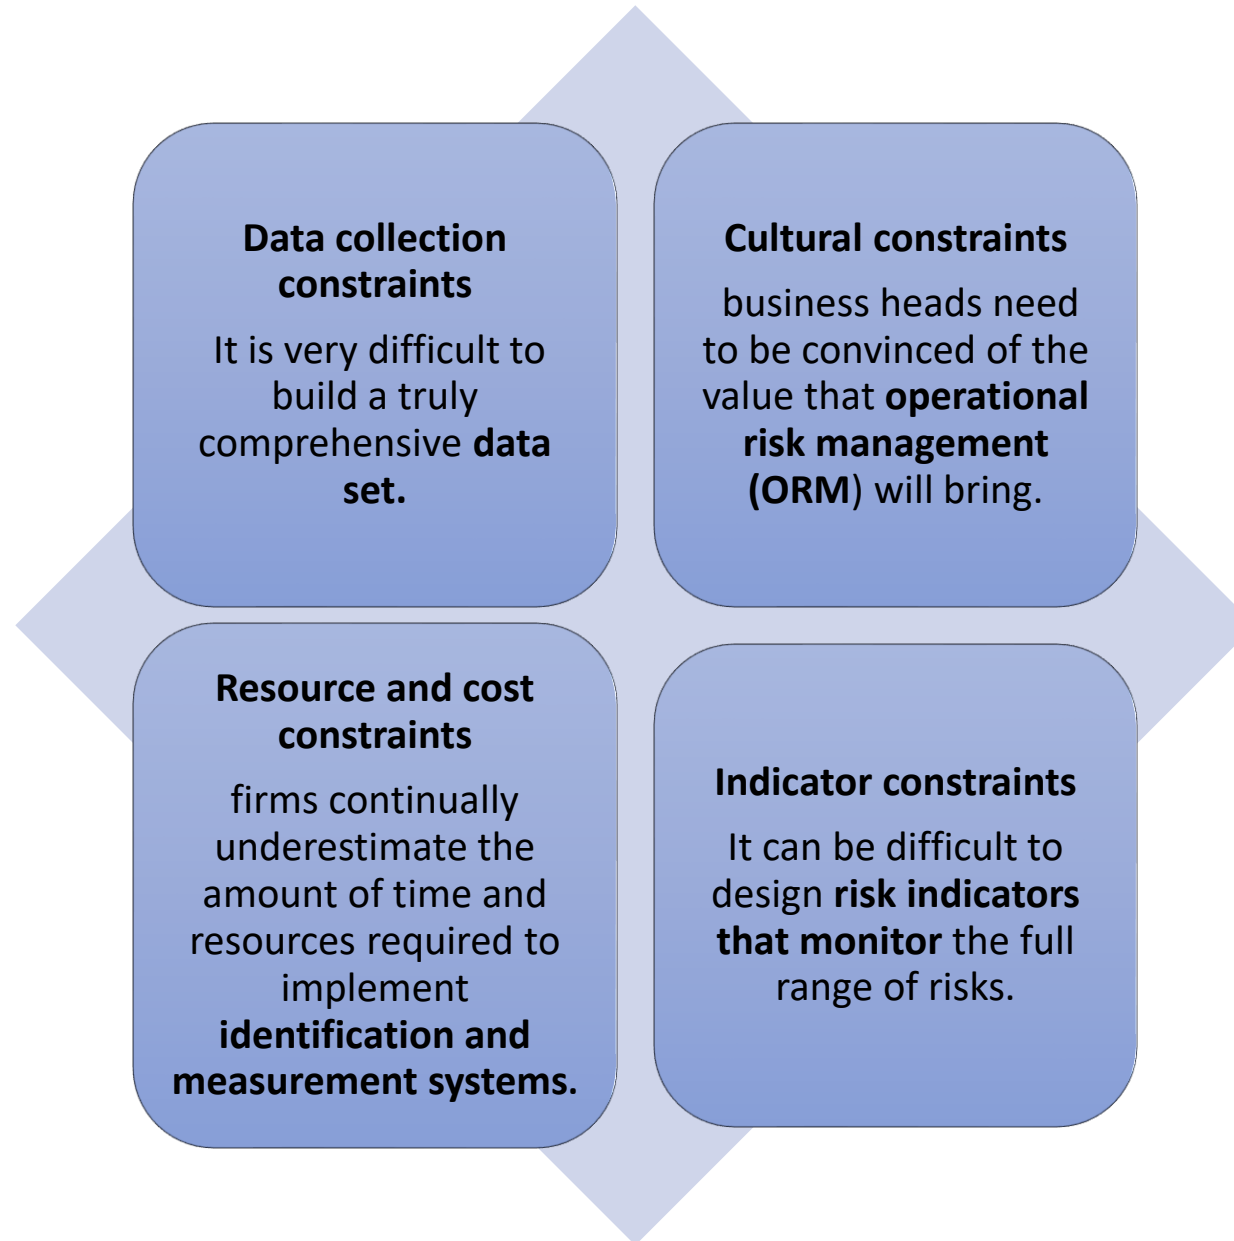 Data collection
constraints
It is very difficult to
build a truly
comprehensive data
set.
Cultural constraints
business heads need
to be convinced of the
value that operational
risk management
(ORM) will bring.
Resource and cost
constraints
firms continually
underestimate the
amount of time and
resources required to
implement
identification and
measurement systems.
Indicator constraints
It can be difficult to
design risk indicators
that monitor the full
range of risks.